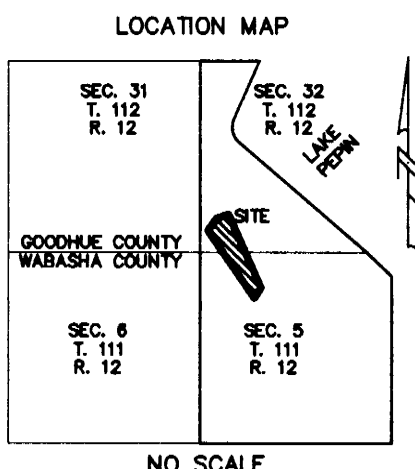 LOCATION MAP
SEC. 31
T. 112
R. 12
SEC. 32
T. 112
R. 12
LAKE
PEPIN
SITE
GOODHUE COUNTY
WABASHA COUNTY
SEC. 6
T. 111
R. 12
SEC. 5
T. 111
R. 12
NO SCALE